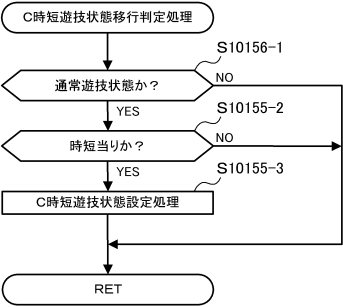 C時短遊技状態移行判定処理
S10156-1
通常遊技状態か?
NO
YES
S10155-2
時短当りか?
NO
YES
S10155-3
C時短遊技状態設定処理
RET